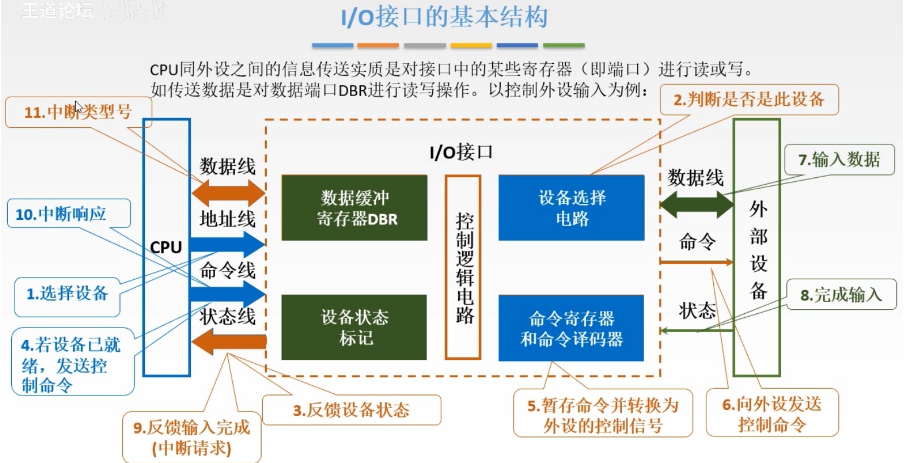 王道论坛
I/O接口的基本结构
CPU同外设之间的信息传送实质是对接口中的某些寄存器（即端口）进行读或写。
如传送数据是对数据端口DBR进行读写操作。以控制外设输入为例：
2.判断是否是此设备
11.中断类型号
I/O接口
7.输入数据
数据线
数据线
数据缓冲
寄存器DBR
设备选择
电路
10.中断响应
地址线
CPU
控制逻辑电路
命令
外部设备
命令线
1.选择设备
8.完成输入
状态线
状态
设备状态
标记
命令寄存器
和命令译码器
4.若设备已就
绪，发送控
制命令
3.反馈设备状态
5.暂存命令并转换为
外设的控制信号
6.向外设发送
控制命令
9.反馈输入完成
(中断请求)